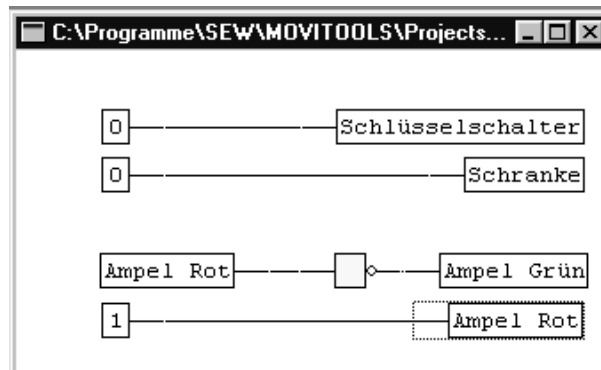 C:\Programme\SEW\MOVITOOLS\Projects...
0 Schlüsselschalter
0 Schranke
Ampel Rot Ampel Grün
1 Ampel Rot